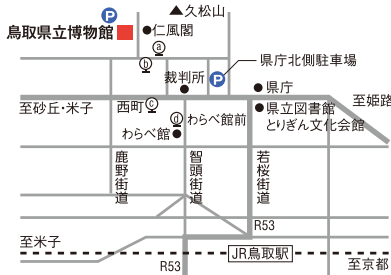 P
▲久松山
鳥取県立博物館
●仁風閣
a
b
県庁北側駐車場
裁判所
P
県庁
至姫路
至砂丘・米子
西町
c
県立図書館
d
わらべ館前
とりぎん文化会館
わらべ館
鹿野街道
智頭街道
若桜街道
R53
至米子
JR鳥取駅
R53
至京都